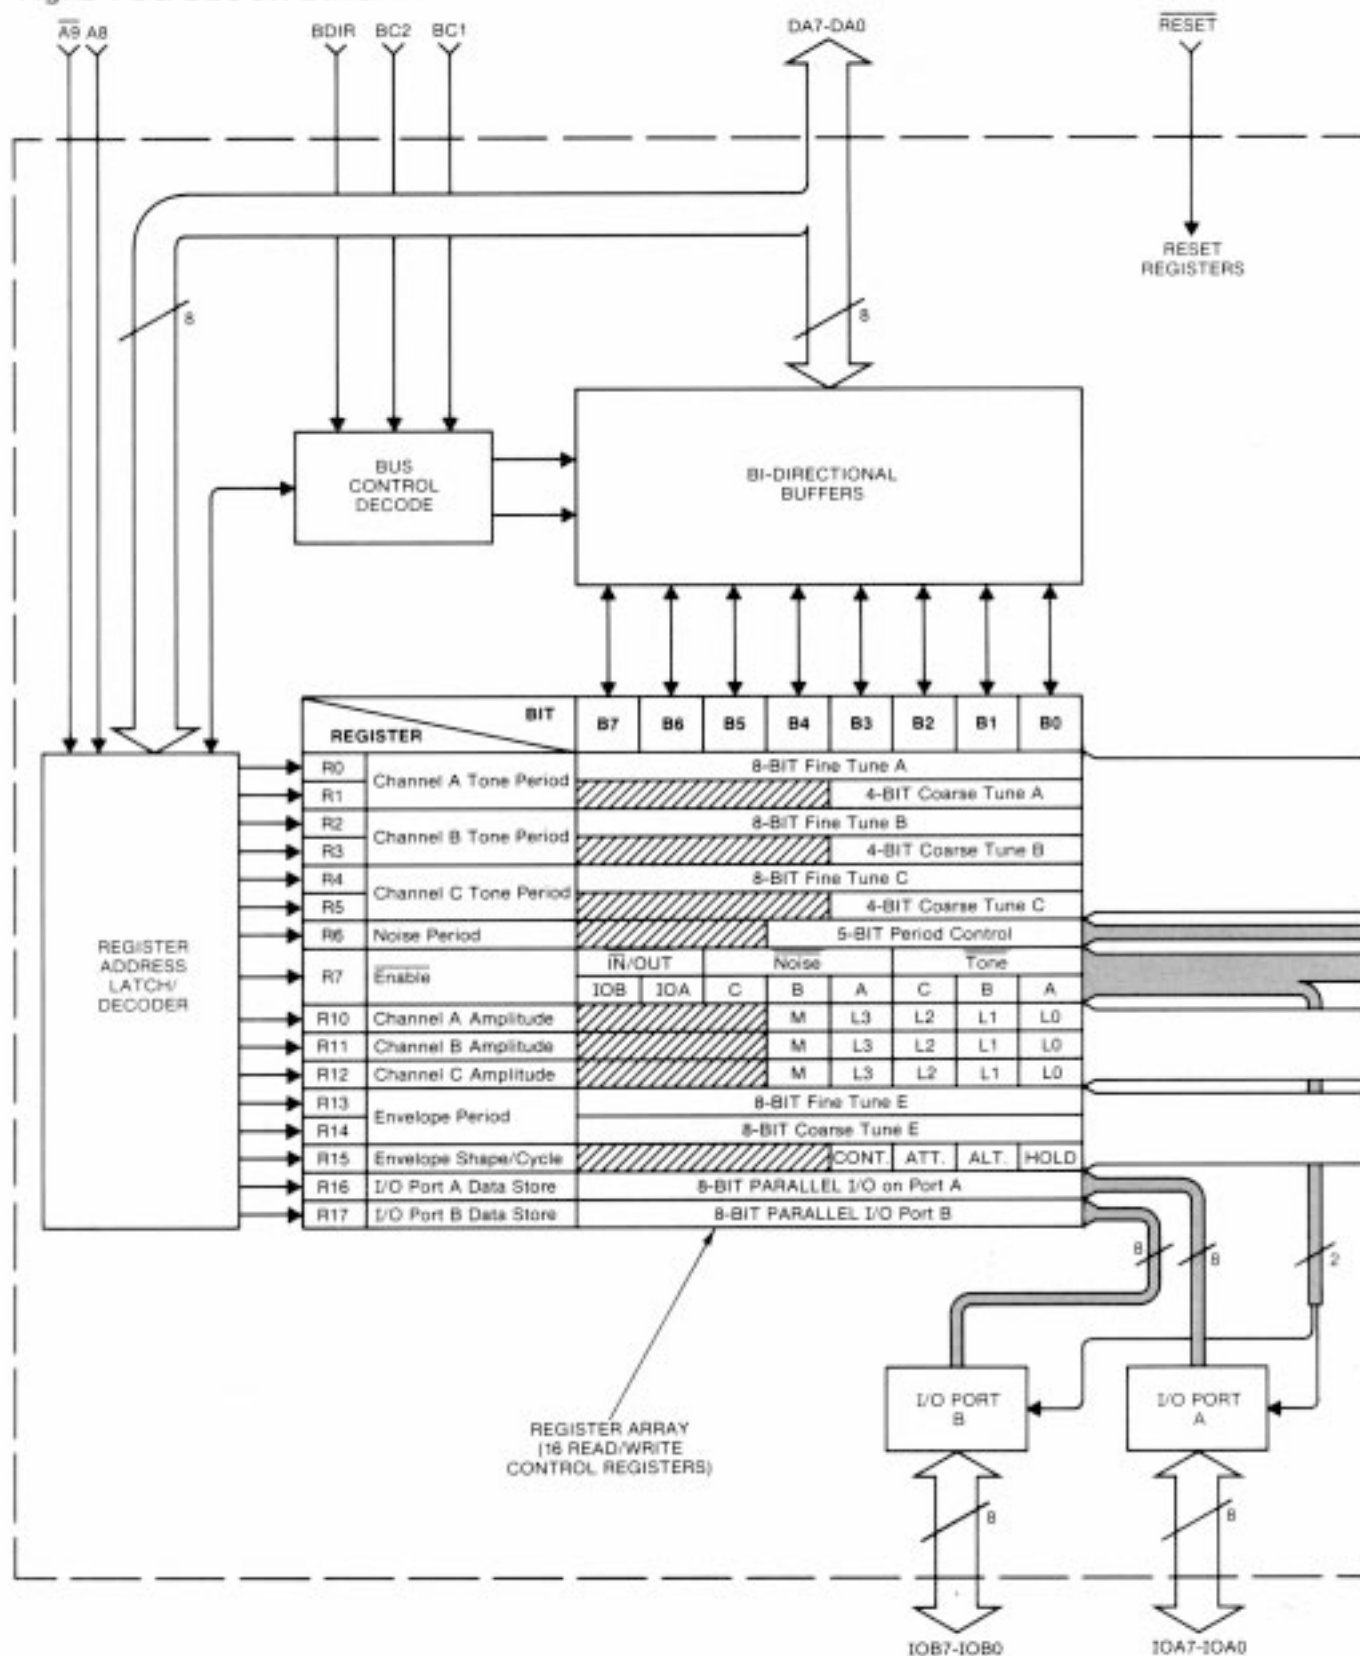 A9 A8 BDIR BC2 BC1 DA7-DA0 RESET
RESET
REGISTERS
8
8
BUS
CONTROL
DECODE
BI-DIRECTIONAL
BUFFERS
REGISTER BIT B7 B6 B5 B4 B3 B2 B1 B0
REGISTER
ADDRESS
LATCH/
DECODER
R0 Channel A Tone Period 8-BIT Fine Tune A
R1 4-BIT Coarse Tune A
R2 Channel B Tone Period 8-BIT Fine Tune B
R3 4-BIT Coarse Tune B
R4 Channel C Tone Period 8-BIT Fine Tune C
R5 4-BIT Coarse Tune C
R6 Noise Period 5-BIT Period Control
R7 Enable IN/OUT Noise Tone
IOB IOA C B A C B A
R10 Channel A Amplitude M L3 L2 L1 L0
R11 Channel B Amplitude M L3 L2 L1 L0
R12 Channel C Amplitude M L3 L2 L1 L0
R13 Envelope Period 8-BIT Fine Tune E
R14 8-BIT Coarse Tune E
R15 Envelope Shape/Cycle CONT. ATT. ALT. HOLD
R16 I/O Port A Data Store 8-BIT PARALLEL I/O on Port A
R17 I/O Port B Data Store 8-BIT PARALLEL I/O Port B
8 8 2
REGISTER ARRAY
(16 READ/WRITE
CONTROL REGISTERS)
I/O PORT
B
I/O PORT
A
8 8
IOB7-IOB0 IOA7-IOA0